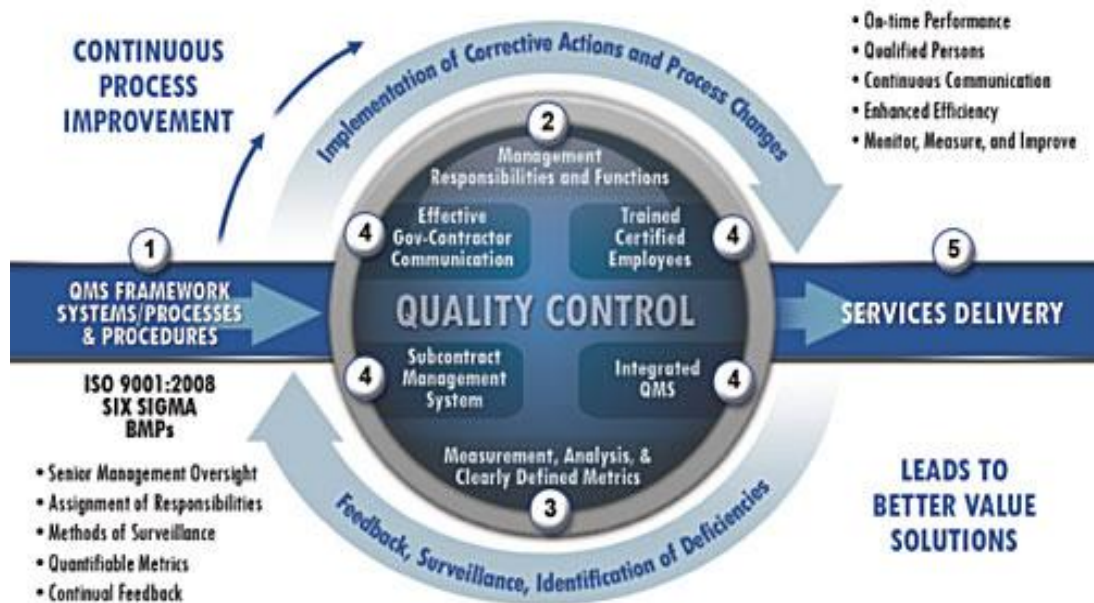 CONTINUOUS
PROCESS
IMPROVEMENT
Implementation of Corrective Actions and Process Changes
• On-time Performance
• Qualified Persons
• Continuous Communication
• Enhanced Efficiency
• Monitor, Measure, and Improve
2
Management
Responsibilities and Functions
4
Effective
Gov-Contractor
Communication
Trained
Certified
Employees
4
1
QMS FRAMEWORK
SYSTEMS/PROCESSES
& PROCEDURES
QUALITY CONTROL
5
SERVICES DELIVERY
4
Subcontract
Management
System
Integrated
QMS
4
Measurement, Analysis, &
Clearly Defined Metrics
3
Feedback, Surveillance, Identification of Deficiencies
ISO 9001:2008
SIX SIGMA
BMPs
• Senior Management Oversight
• Assignment of Responsibilities
• Methods of Surveillance
• Quantifiable Metrics
• Continual Feedback
LEADS TO
BETTER VALUE
SOLUTIONS